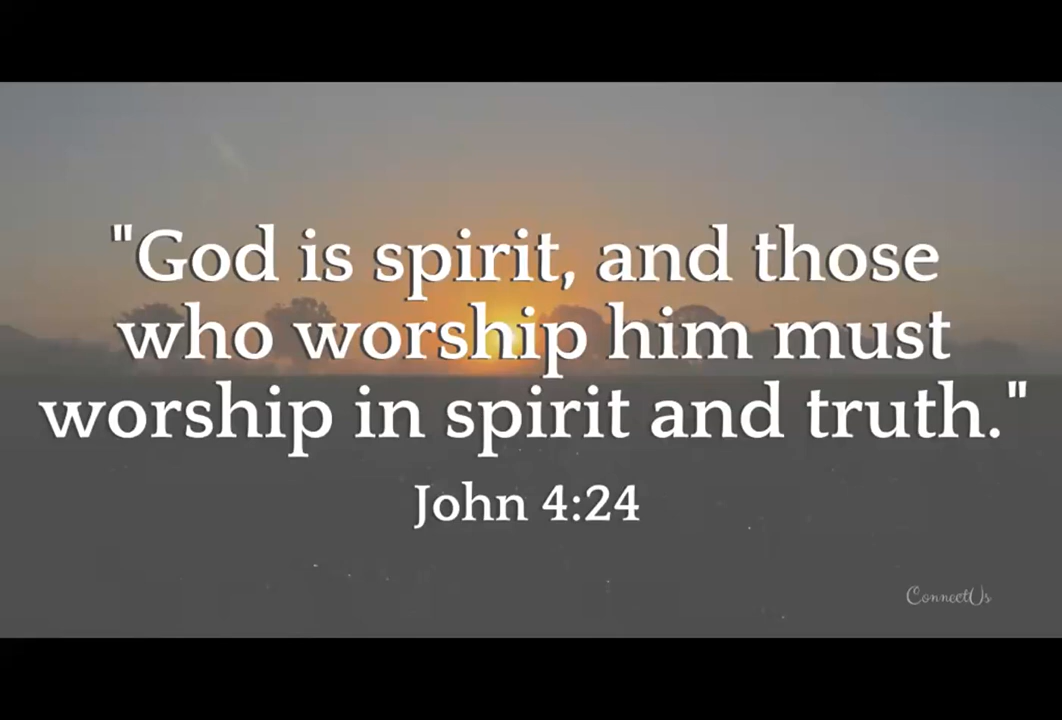 "God is spirit, and those
who worship him must
worship in spirit and truth."
John 4:24
ConnectUs